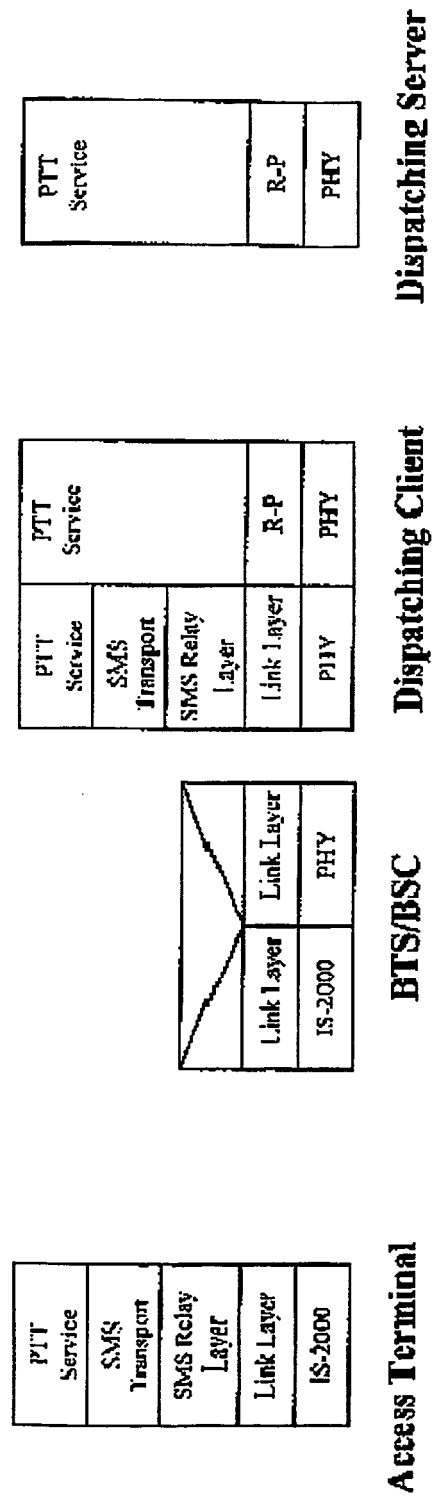 PTT
Service
SMS
Transport
SMS Relay
Layer
Link Layer
IS-2000
Access Terminal
Link Layer
IS-2000
Link Layer
PHY
BTS/BSC
PTT
Service
SMS
Transport
SMS Relay
Layer
Link Layer
PHY
PTT
Service
R-P
PHY
Dispatching Client
PTT
Service
R-P
PHY
Dispatching Server